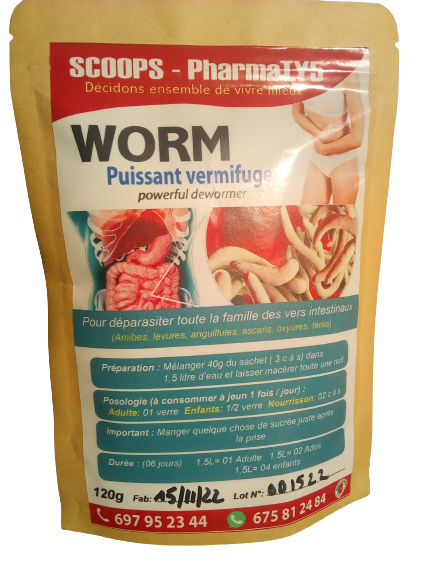 SCOOPS - PharmaTY5
Décidons ensemble de vivre mieux
WORM
Puissant vermifuge
powerful dewormer
Pour déparasiter toute la famille des vers intestinaux
(Amibes, levures, anguillules, ascaris, oxyures, tenia)
Préparation : Mélanger 40g du sachet ( 3 c à s) dans
1.5 litre d'eau et laisser macérer toute une nuit
Posologie (à consommer à jeun 1 fois / jour) :
Adulte: 01 verre Enfants: 1/2 verre Nourrisson: 02 c à s
Important : Manger quelque chose de sucrée juste après
la prise
Durée : (06 jours) 1.5L= 01 Adulte 1.5L= 02 Ados
1.5L= 04 enfants
120g Fab: 15/11/22 Lot N°: 001522
697 95 23 44 675 81 24 84